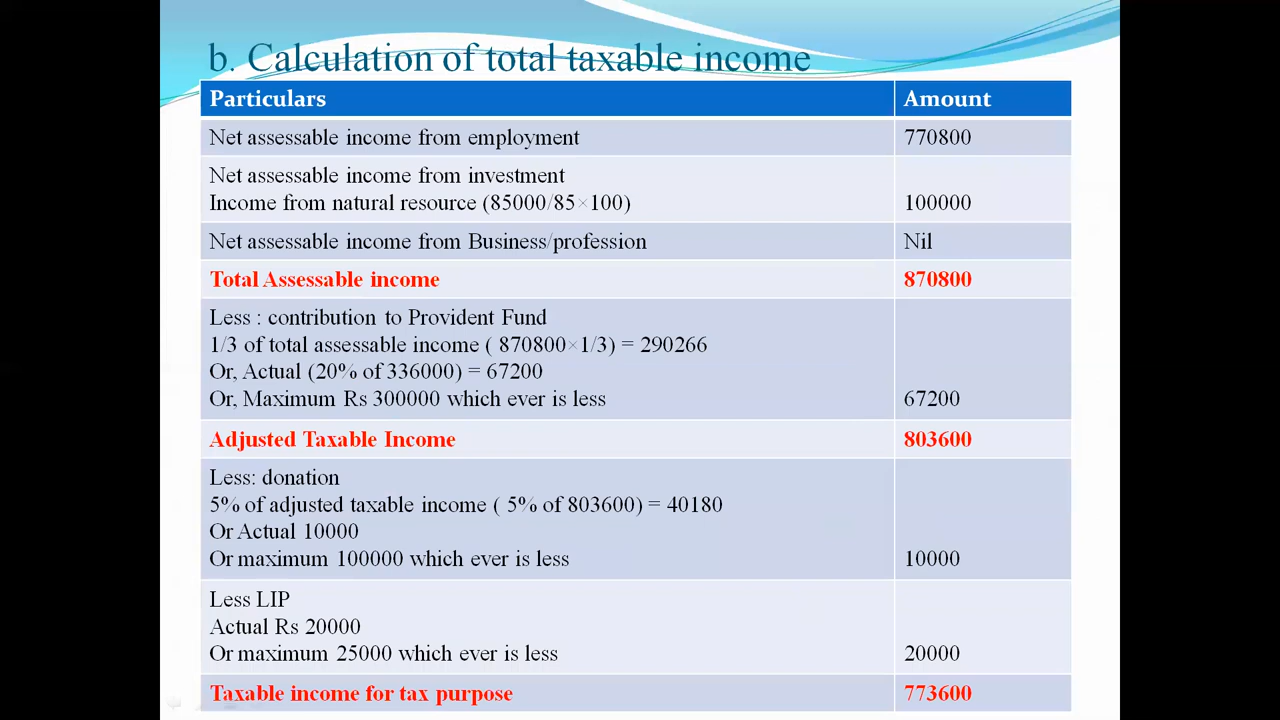 b. Calculation of total taxable income
Particulars Amount
Net assessable income from employment 770800
Net assessable income from investment
Income from natural resource (85000/85×100) 100000
Net assessable income from Business/profession Nil
Total Assessable income 870800
Less : contribution to Provident Fund
1/3 of total assessable income ( 870800×1/3) = 290266
Or, Actual (20% of 336000) = 67200
Or, Maximum Rs 300000 which ever is less 67200
Adjusted Taxable Income 803600
Less: donation
5% of adjusted taxable income ( 5% of 803600) = 40180
Or Actual 10000
Or maximum 100000 which ever is less 10000
Less LIP
Actual Rs 20000
Or maximum 25000 which ever is less 20000
Taxable income for tax purpose 773600